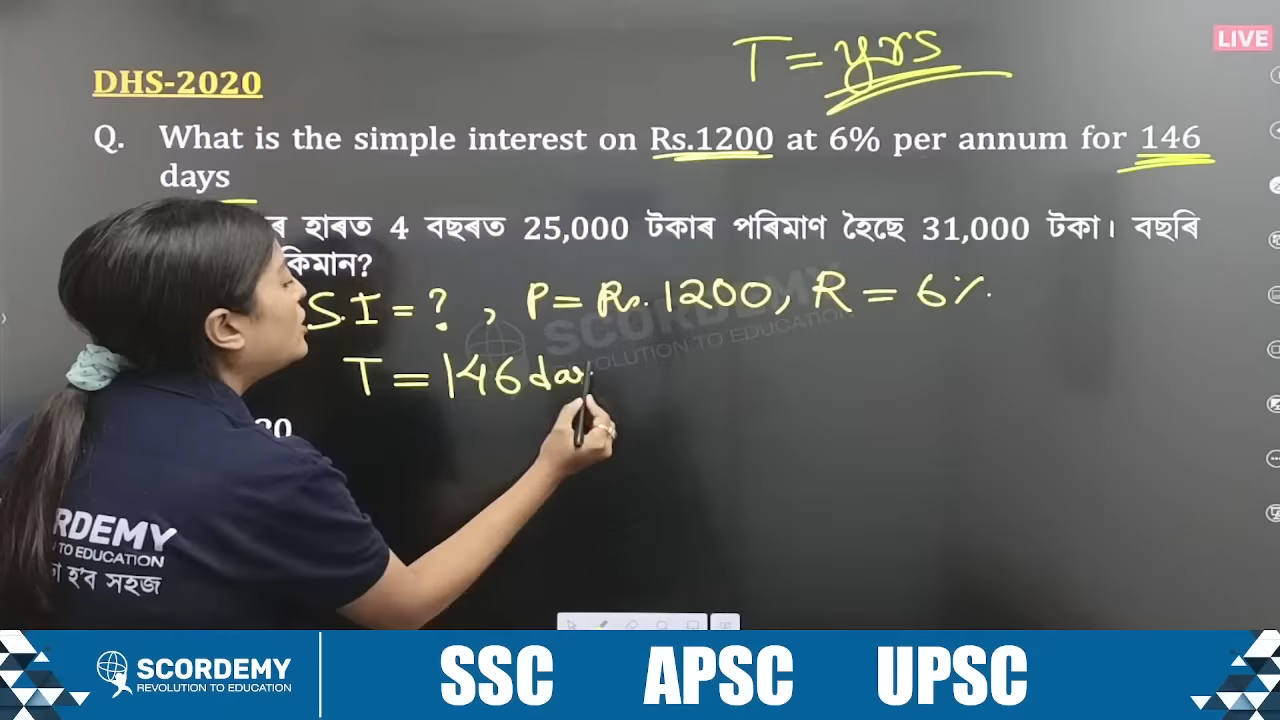 T = yrs
LIVE
DHS-2020
Q. What is the simple interest on Rs.1200 at 6% per annum for 146
days
ৰ হাৰত 4 বছৰত 25,000 টকাৰ পৰিমাণ হৈছে 31,000 টকা। বছৰি
কিমান?
S.I = ? , P = Rs. 1200, R = 6%.
T = 146 day
SCORDEMY
REVOLUTION TO EDUCATION
20
RDEMY
TO EDUCATION
হ'ব সহজ
SCORDEMY
REVOLUTION TO EDUCATION
SSC APSC UPSC